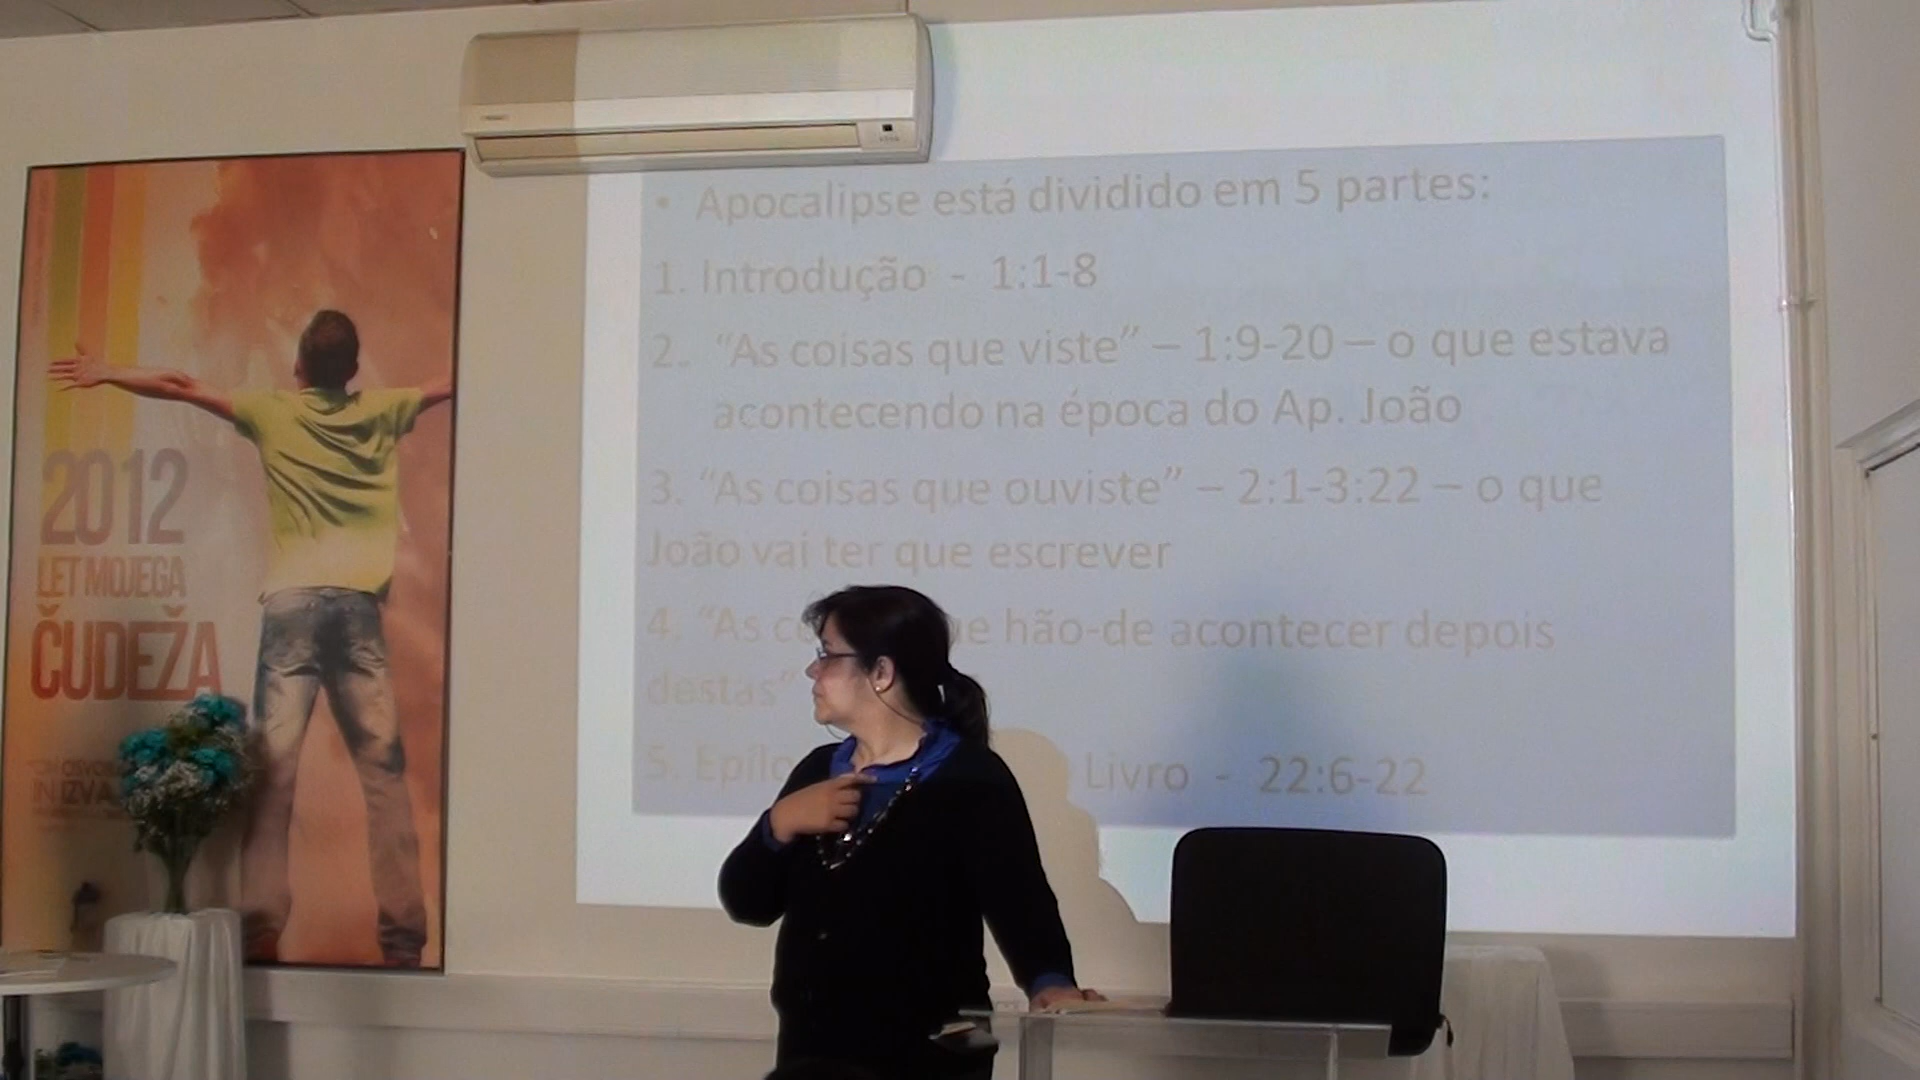 • Apocalipse está dividido em 5 partes:
1. Introdução - 1:1-8
2. “As coisas que viste” – 1:9-20 – o que estava
acontecendo na época do Ap. João
3. “As coisas que ouviste” – 2:1-3:22 – o que
João vai ter que escrever
4. “As que hão-de acontecer depois
destas”
5. Livro - 22:6-22
2012
LET MOJEGA
ČUDEŽA